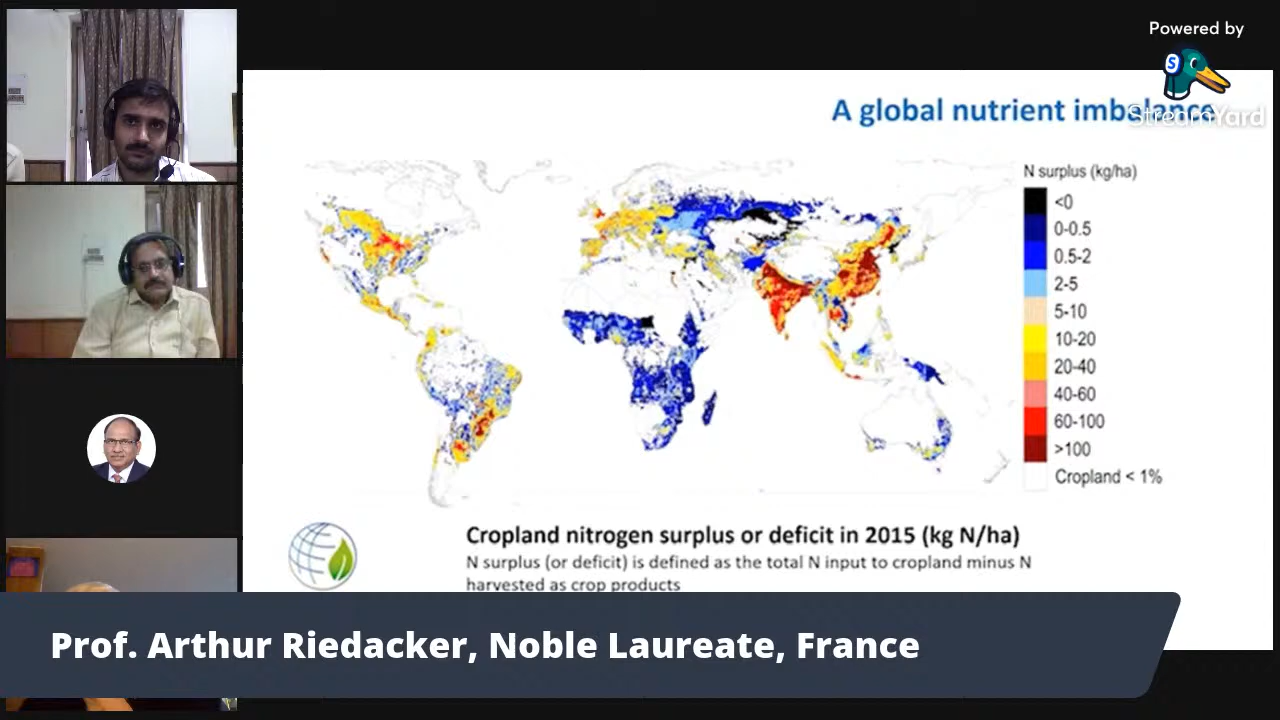 Powered by
S
StreamYard
A global nutrient imbalance
N surplus (kg/ha)
<0
0-0.5
0.5-2
2-5
5-10
10-20
20-40
40-60
60-100
>100
Cropland < 1%
Cropland nitrogen surplus or deficit in 2015 (kg N/ha)
N surplus (or deficit) is defined as the total N input to cropland minus N
harvested as crop products
Prof. Arthur Riedacker, Noble Laureate, France